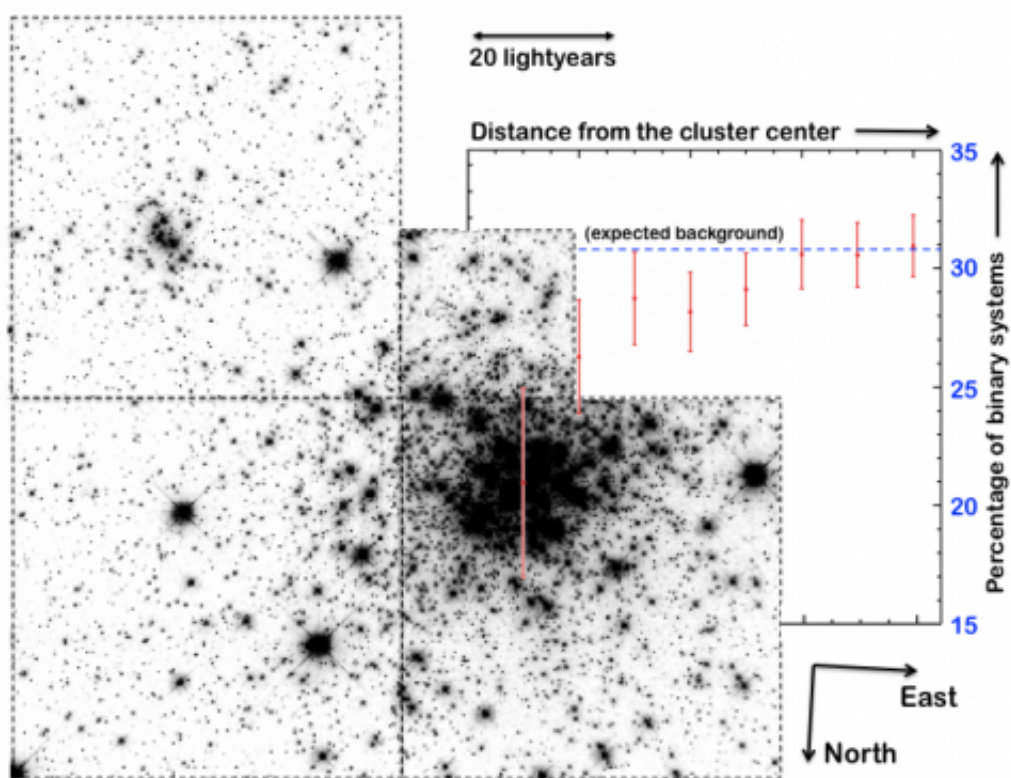 20 lightyears
Distance from the cluster center
35
(expected background)
30
25
20
15
Percentage of binary systems
East
North